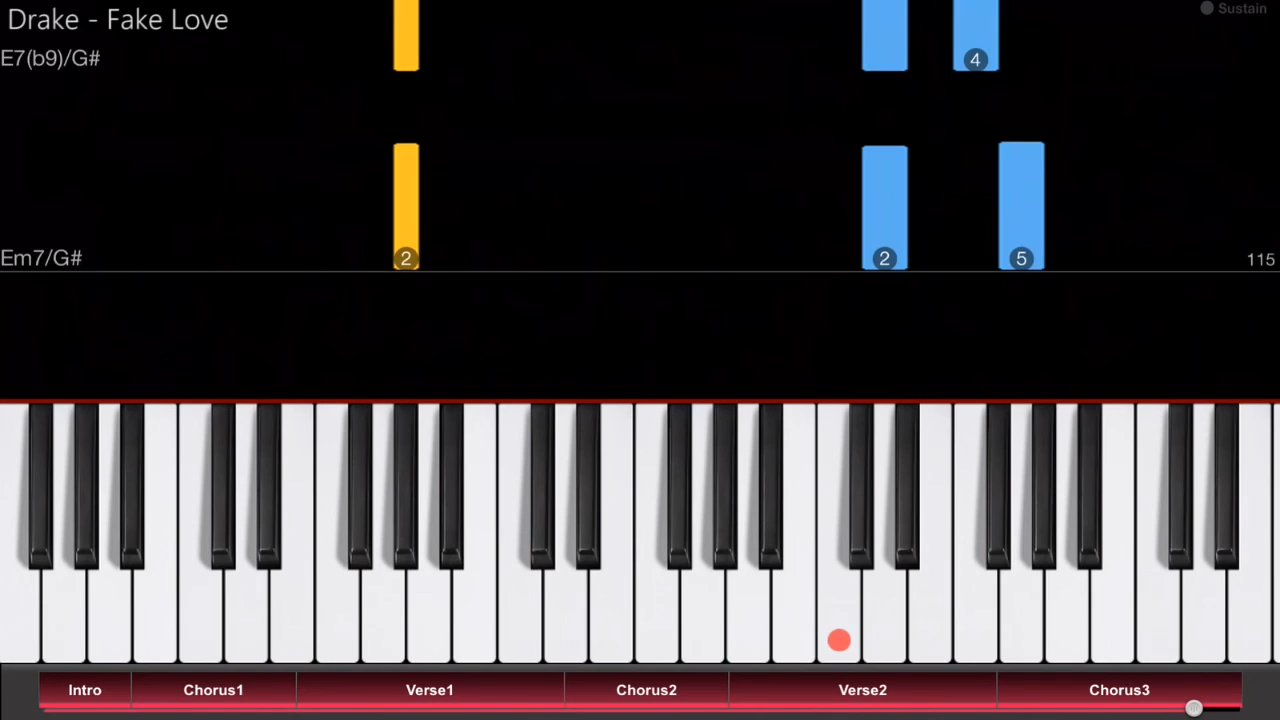 Drake - Fake Love
Sustain
E7(b9)/G#
4
Em7/G#
2
2
5
115
Intro
Chorus1
Verse1
Chorus2
Verse2
Chorus3